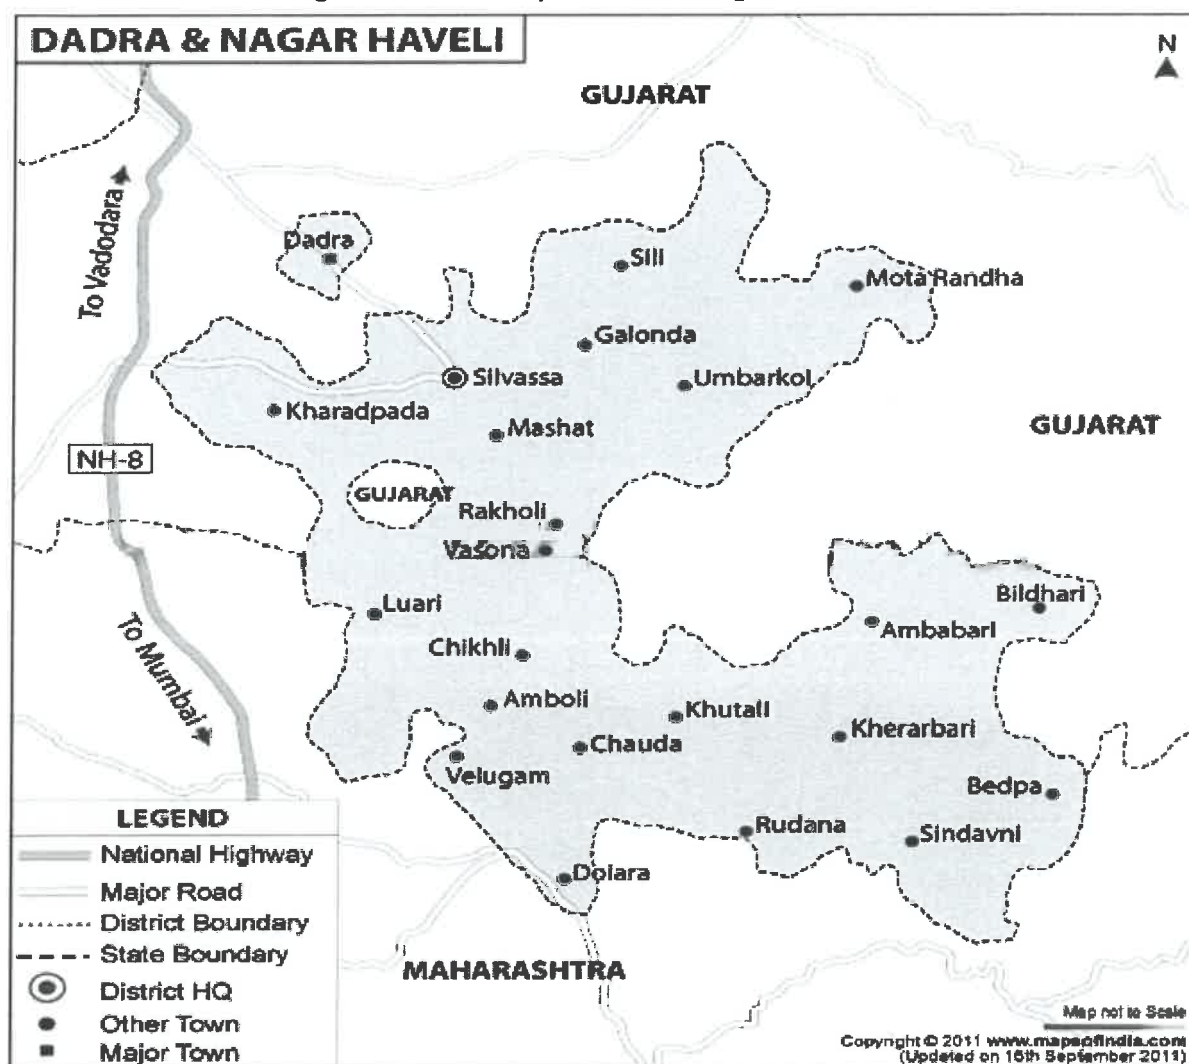 DADRA & NAGAR HAVELI
N
GUJARAT
To Vadodara
Dadra
Sili
Mota Randha
Galonda
Silvassa
Umbarkol
Kharadpada
Mashat
GUJARAT
NH-8
GUJARAT
Rakholi
Vasona
Bildhari
Luari
Ambabari
Chikhli
To Mumbai
Amboli
Khutali
Kherarbari
Chauda
Velugam
Bedpa
LEGEND
Rudana
Sindavni
National Highway
Dolara
Major Road
District Boundary
State Boundary
MAHARASHTRA
District HQ
Other Town
Major Town
Map not to Scale
Copyright © 2011 www.mapsofindia.com
(Updated on 16th September 2011)